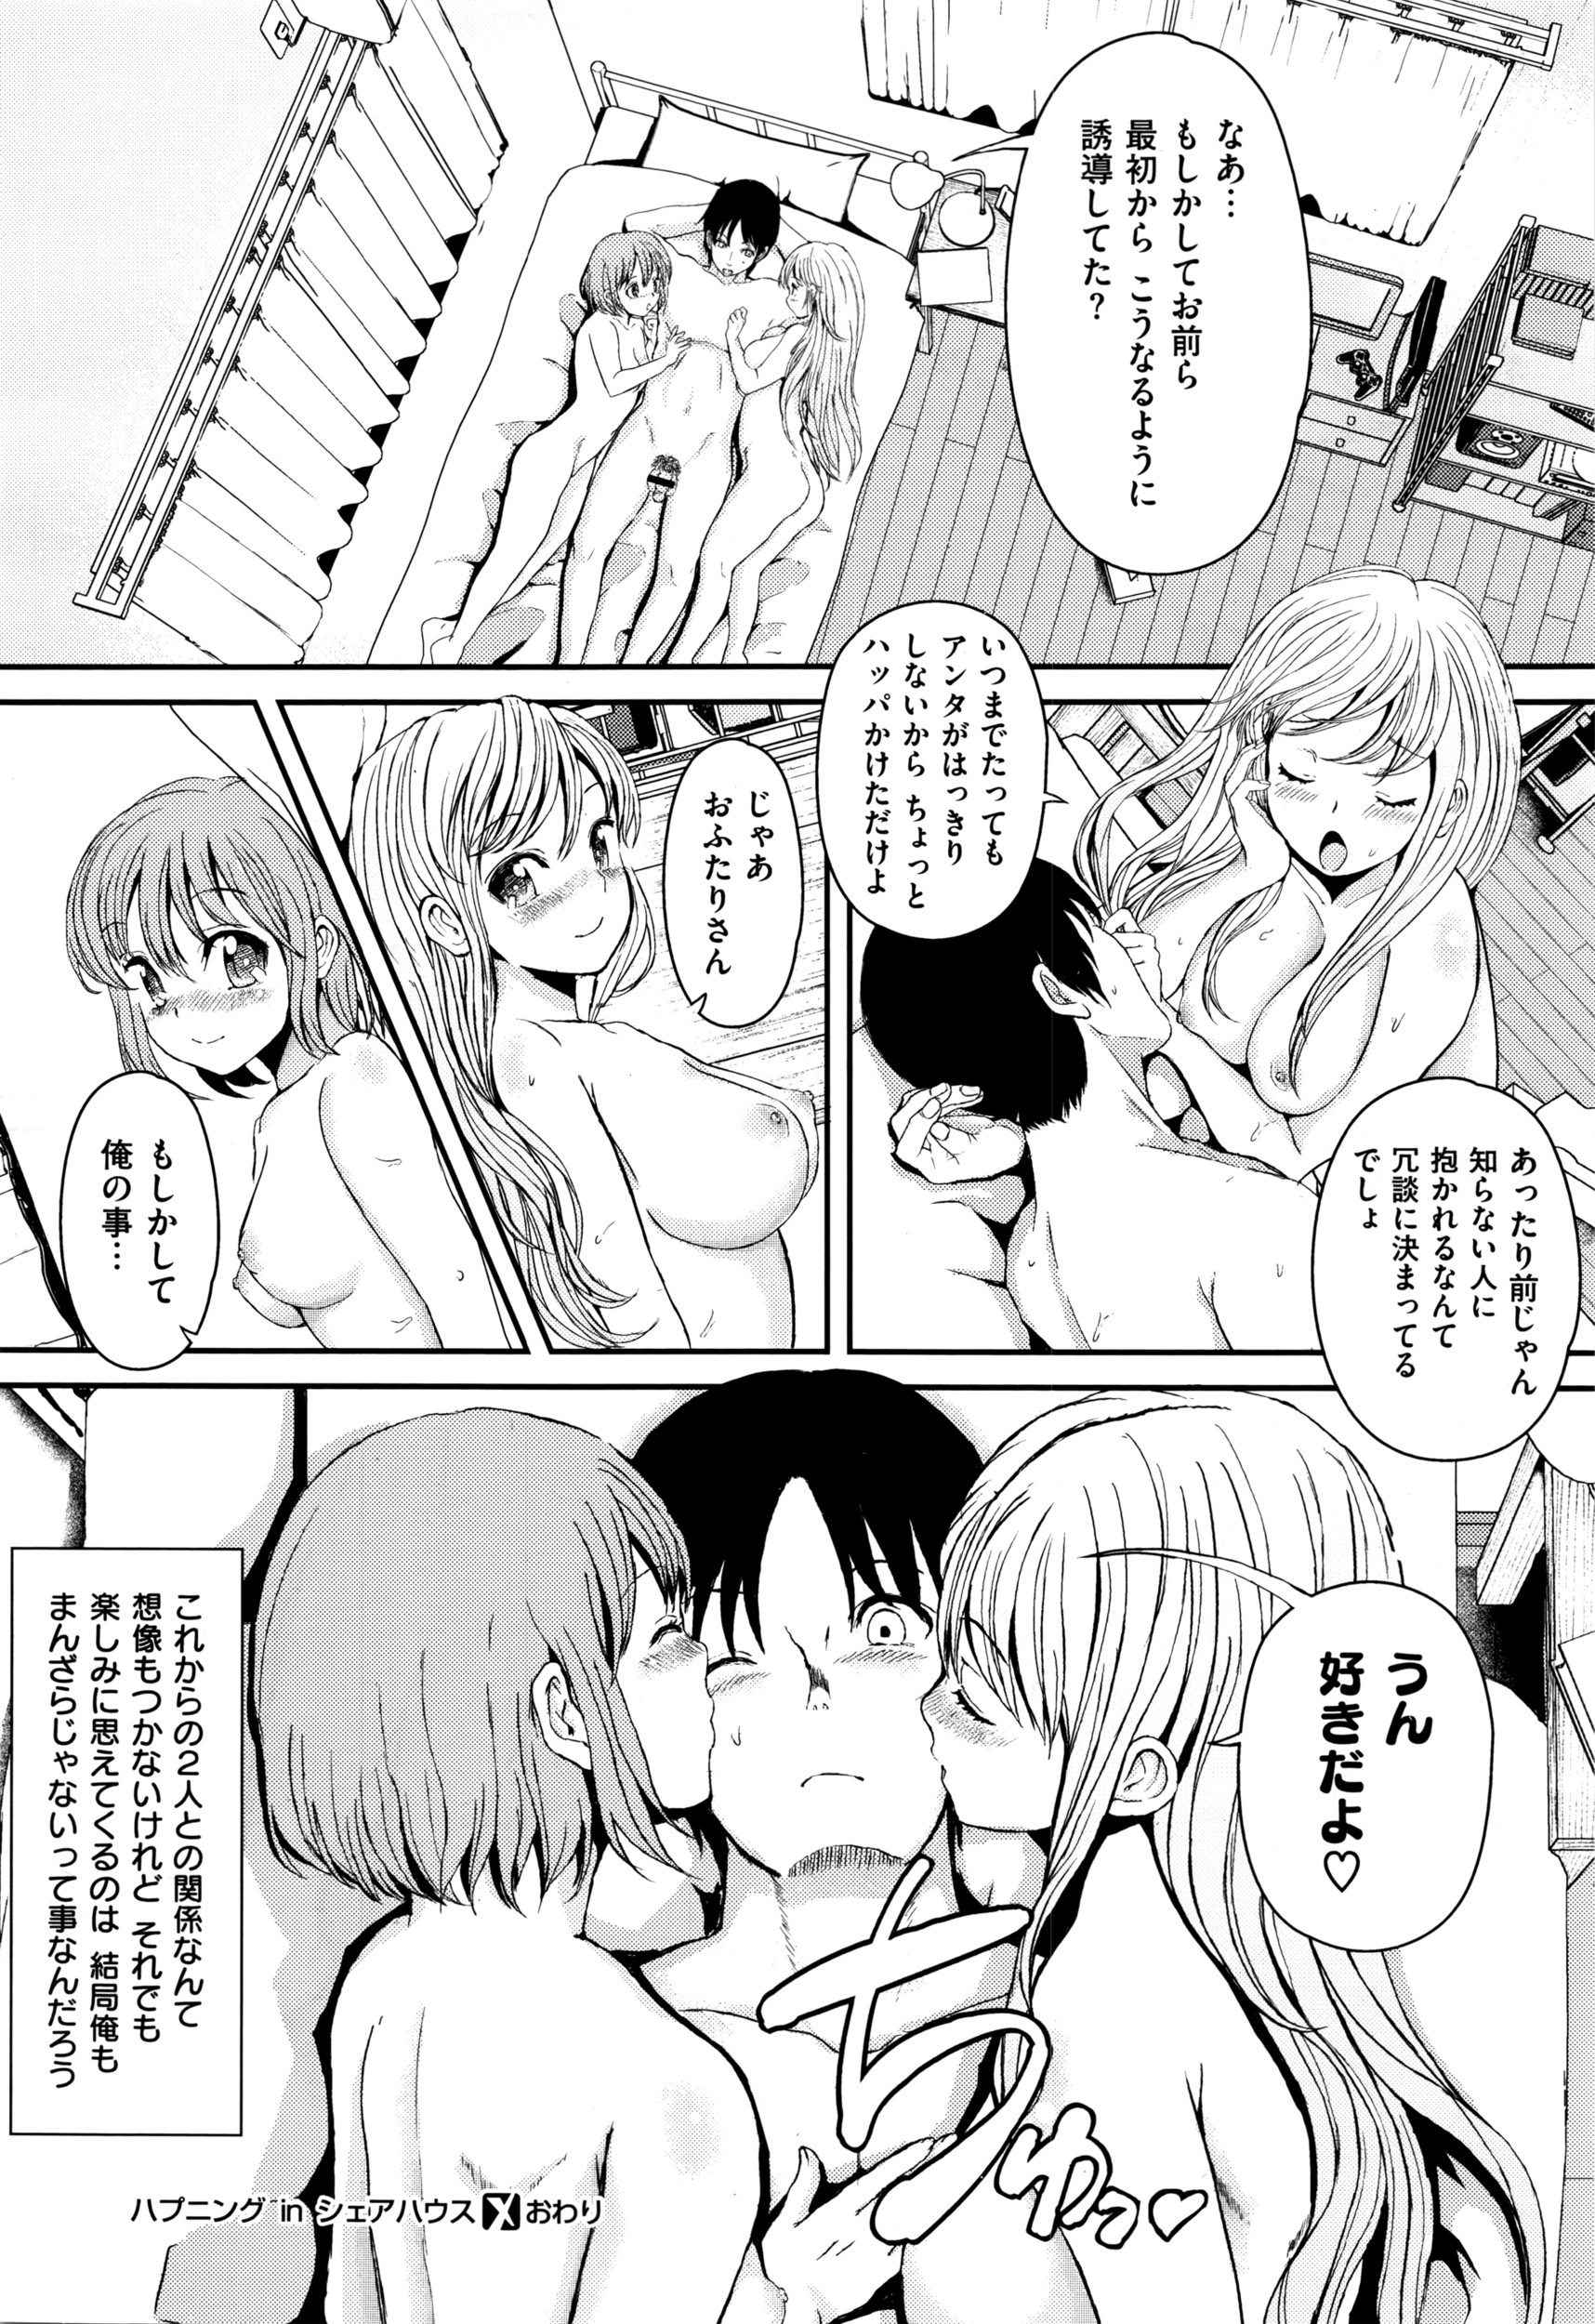 なあ…
もしかしてお前ら
最初から こうなるように
誘導してた?
いつまでたっても
アンタがはっきり
しないから ちょっと
ハッパかけただけよ
あったり前じゃん
知らない人に
抱かれるなんて
冗談に決まってる
でしょ
じゃあ
おふたりさん
もしかして
俺の事…
うん
好きだよ♡
ちゅっ♡
これからの2人との関係なんて
想像もつかないけれど それでも
楽しみに思えてくるのは 結局俺も
まんざらじゃないって事なんだろう
ハプニング in シェアハウス X おわり